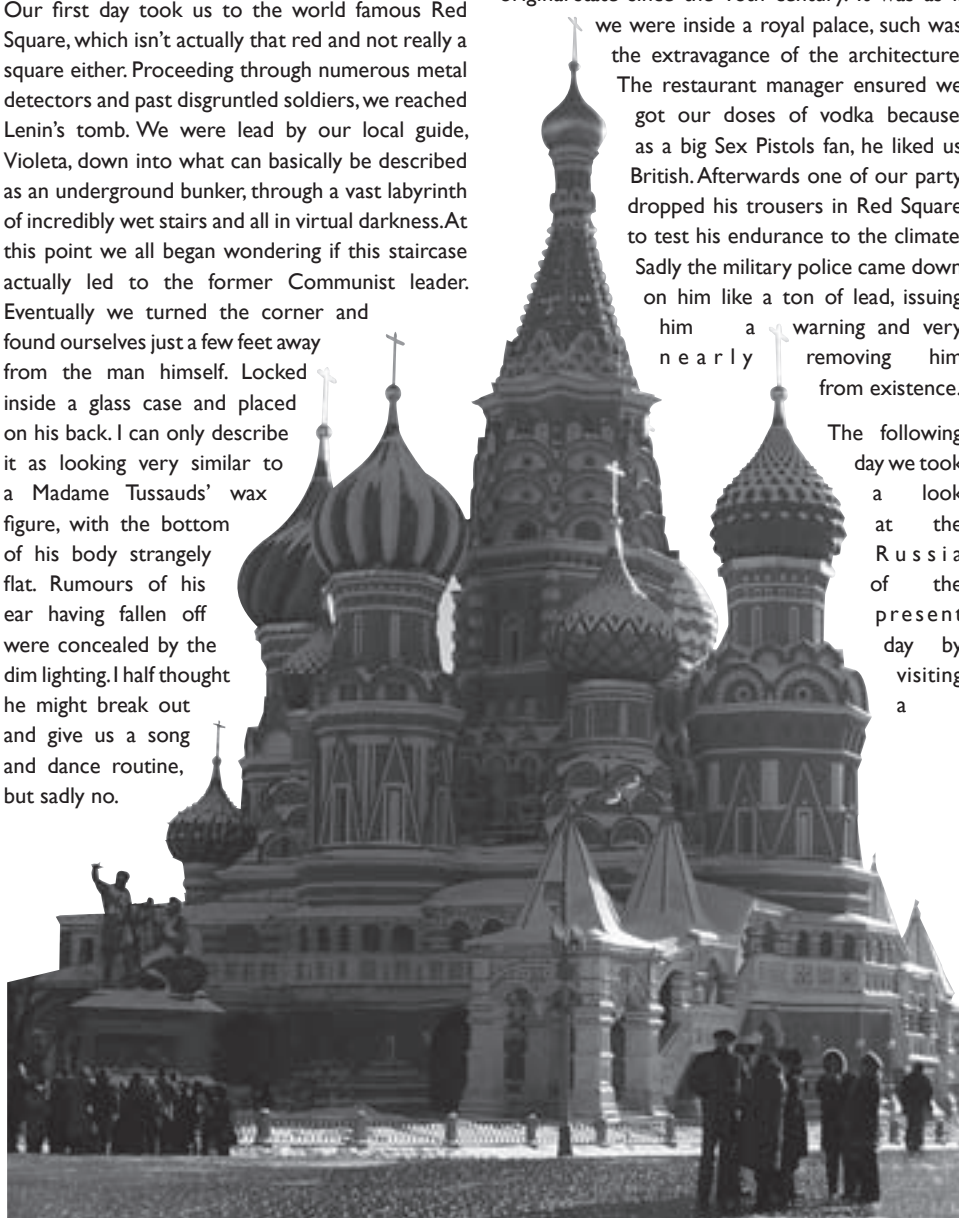 Our first day took us to the world famous Red
Square, which isn't actually that red and not really a
square either. Proceeding through numerous metal
detectors and past disgruntled soldiers, we reached
Lenin's tomb. We were lead by our local guide,
Violeta, down into what can basically be described
as an underground bunker, through a vast labyrinth
of incredibly wet stairs and all in virtual darkness. At
this point we all began wondering if this staircase
actually led to the former Communist leader.
Eventually we turned the corner and
found ourselves just a few feet away
from the man himself. Locked
inside a glass case and placed
on his back. I can only describe
it as looking very similar to
a Madame Tussauds' wax
figure, with the bottom
of his body strangely
flat. Rumours of his
ear having fallen off
were concealed by the
dim lighting. I half thought
he might break out
and give us a song
and dance routine,
but sadly no.
we were inside a royal palace, such was
the extravagance of the architecture
The restaurant manager ensured we
got our doses of vodka because
as a big Sex Pistols fan, he liked us
British. Afterwards one of our party
dropped his trousers in Red Square
to test his endurance to the climate
Sadly the military police came down
on him like a ton of lead, issuing
him a warning and very
nearly removing him
from existence.
The following
day we took
a look
at the
Russia
of the
present
day by
visiting
a